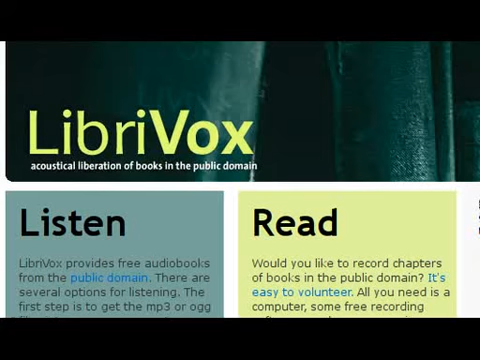 LibriVox
acoustical liberation of books in the public domain
Listen
LibriVox provides free audiobooks
from the public domain. There are
several options for listening. The
first step is to get the mp3 or ogg
Read
Would you like to record chapters
of books in the public domain? It's
easy to volunteer. All you need is a
computer, some free recording